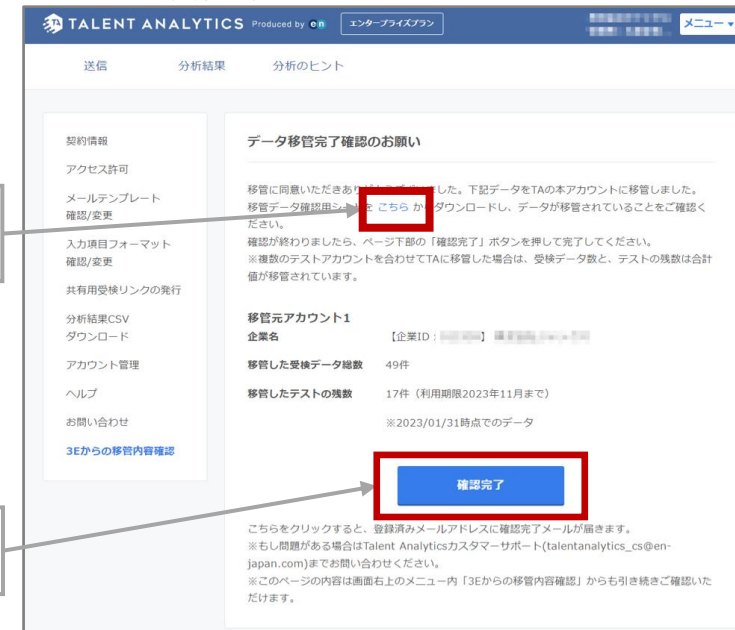 TALENT ANALYTICS Produced by en エンタープライズプラン
メニュー
送信 分析結果 分析のヒント
契約情報
アクセス許可
メールテンプレート
確認/変更
入力項目フォーマット
確認/変更
共有用受検リンクの発行
分析結果CSV
ダウンロード
アカウント管理
ヘルプ
お問い合わせ
3Eからの移管内容確認
データ移管完了確認のお願い
移管に同意いただきあり した。下記データをTAの本アカウントに移管しました。
移管データ確認用シ を こちら か ダウンロードし、データが移管されていることをご確認く
ださい。
確認が終わりましたら、ページ下部の「確認完了」ボタンを押して完了してください。
※複数のテストアカウントを合わせてTAに移管した場合は、受検データ数と、テストの残数は合計
値が移管されています。
移管元アカウント1
企業名 【企業ID: 】
移管した受検データ総数 49件
移管したテストの残数 17件（利用期限2023年11月まで）
※2023/01/31時点でのデータ
確認完了
こちらをクリックすると、登録済みメールアドレスに確認完了メールが届きます。
※もし問題がある場合はTalent Analyticsカスタマーサポート(talentanalytics_cs@en-
japan.com)までお問い合わせください。
※このページの内容は画面右上のメニュー内「3Eからの移管内容確認」からも引き続きご確認いた
だけます。